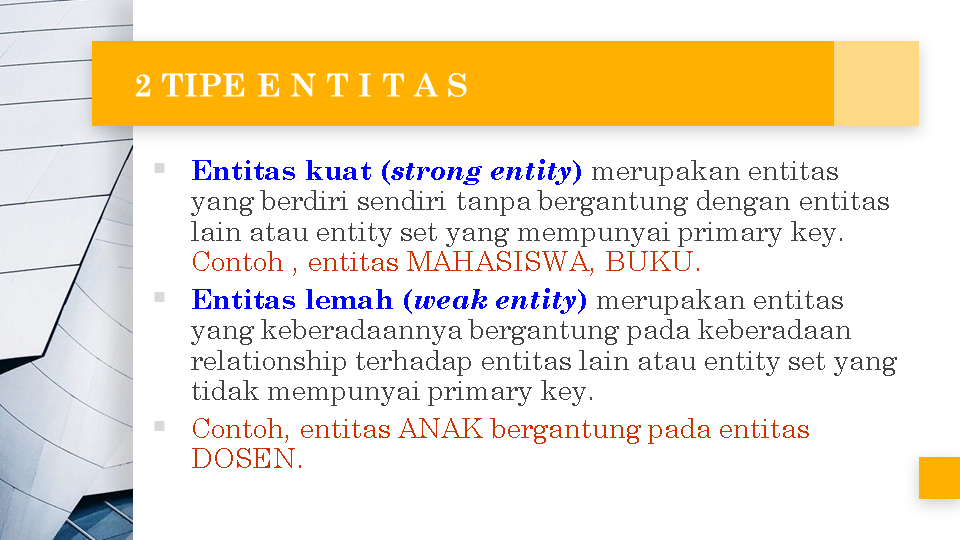 2 TIPE E N T I T A S
Entitas kuat (strong entity) merupakan entitas
yang berdiri sendiri tanpa bergantung dengan entitas
lain atau entity set yang mempunyai primary key.
Contoh , entitas MAHASISWA, BUKU.
Entitas lemah (weak entity) merupakan entitas
yang keberadaannya bergantung pada keberadaan
relationship terhadap entitas lain atau entity set yang
tidak mempunyai primary key.
Contoh, entitas ANAK bergantung pada entitas
DOSEN.